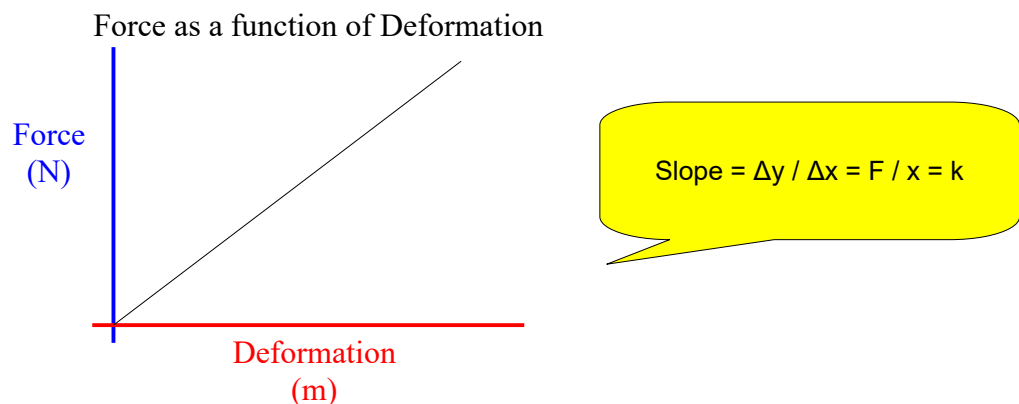 Force as a function of Deformation
Force
(N)
Slope = Δy / Δx = F / x = k
Deformation
(m)